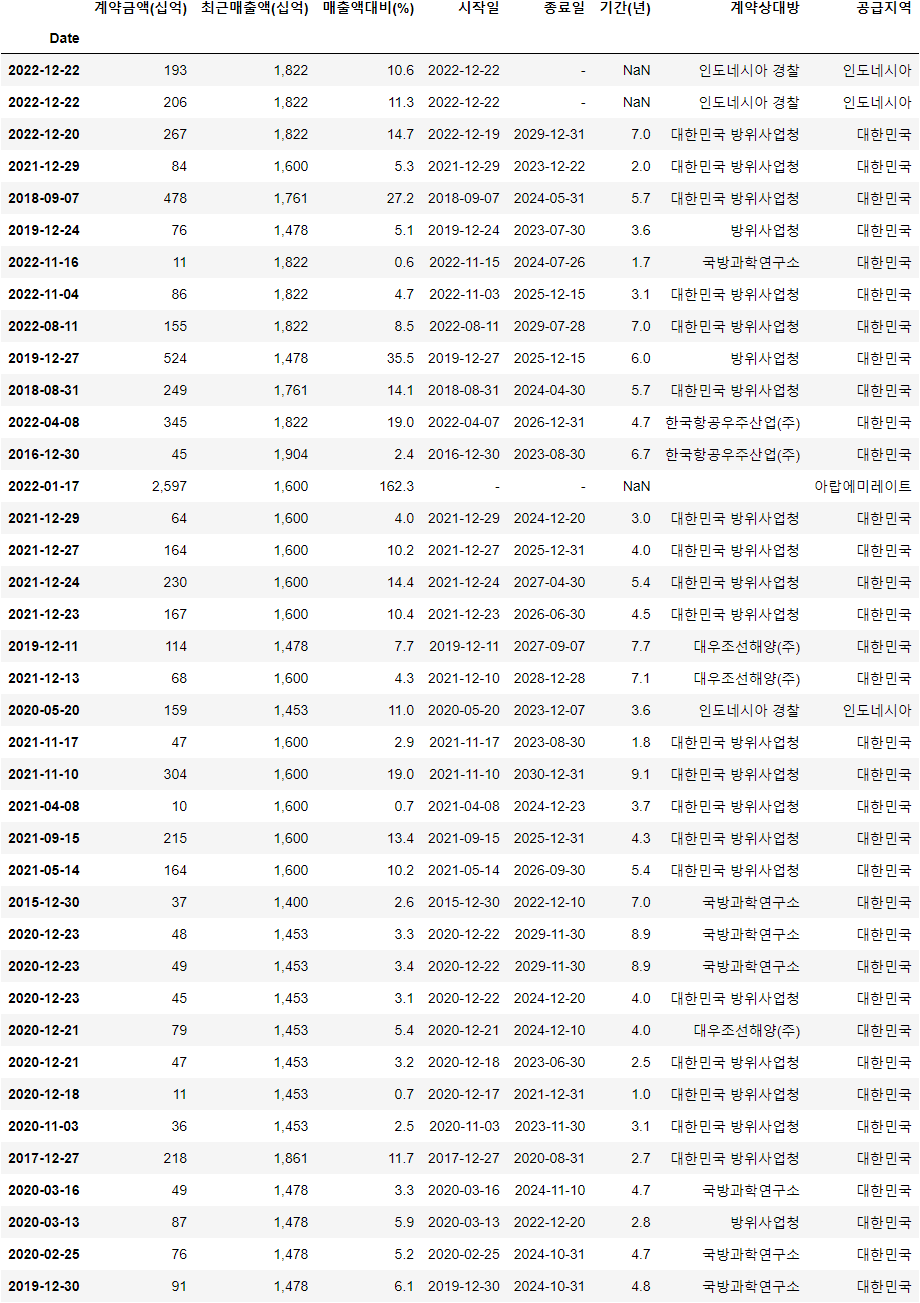 계약금액(십억) 최근매출액(십억) 매출액대비(%) 시작일 종료일 기간(년) 계약상대방 공급지역
Date
2022-12-22 193 1,822 10.6 2022-12-22 - NaN 인도네시아 경찰 인도네시아
2022-12-22 206 1,822 11.3 2022-12-22 - NaN 인도네시아 경찰 인도네시아
2022-12-20 267 1,822 14.7 2022-12-19 2029-12-31 7.0 대한민국 방위사업청 대한민국
2021-12-29 84 1,600 5.3 2021-12-29 2023-12-22 2.0 대한민국 방위사업청 대한민국
2018-09-07 478 1,761 27.2 2018-09-07 2024-05-31 5.7 대한민국 방위사업청 대한민국
2019-12-24 76 1,478 5.1 2019-12-24 2023-07-30 3.6 방위사업청 대한민국
2022-11-16 11 1,822 0.6 2022-11-15 2024-07-26 1.7 국방과학연구소 대한민국
2022-11-04 86 1,822 4.7 2022-11-03 2025-12-15 3.1 대한민국 방위사업청 대한민국
2022-08-11 155 1,822 8.5 2022-08-11 2029-07-28 7.0 대한민국 방위사업청 대한민국
2019-12-27 524 1,478 35.5 2019-12-27 2025-12-15 6.0 방위사업청 대한민국
2018-08-31 249 1,761 14.1 2018-08-31 2024-04-30 5.7 대한민국 방위사업청 대한민국
2022-04-08 345 1,822 19.0 2022-04-07 2026-12-31 4.7 한국항공우주산업(주) 대한민국
2016-12-30 45 1,904 2.4 2016-12-30 2023-08-30 6.7 한국항공우주산업(주) 대한민국
2022-01-17 2,597 1,600 162.3 - - NaN 아랍에미레이트
2021-12-29 64 1,600 4.0 2021-12-29 2024-12-20 3.0 대한민국 방위사업청 대한민국
2021-12-27 164 1,600 10.2 2021-12-27 2025-12-31 4.0 대한민국 방위사업청 대한민국
2021-12-24 230 1,600 14.4 2021-12-24 2027-04-30 5.4 대한민국 방위사업청 대한민국
2021-12-23 167 1,600 10.4 2021-12-23 2026-06-30 4.5 대한민국 방위사업청 대한민국
2019-12-11 114 1,478 7.7 2019-12-11 2027-09-07 7.7 대우조선해양(주) 대한민국
2021-12-13 68 1,600 4.3 2021-12-10 2028-12-28 7.1 대우조선해양(주) 대한민국
2020-05-20 159 1,453 11.0 2020-05-20 2023-12-07 3.6 인도네시아 경찰 인도네시아
2021-11-17 47 1,600 2.9 2021-11-17 2023-08-30 1.8 대한민국 방위사업청 대한민국
2021-11-10 304 1,600 19.0 2021-11-10 2030-12-31 9.1 대한민국 방위사업청 대한민국
2021-04-08 10 1,600 0.7 2021-04-08 2024-12-23 3.7 대한민국 방위사업청 대한민국
2021-09-15 215 1,600 13.4 2021-09-15 2025-12-31 4.3 대한민국 방위사업청 대한민국
2021-05-14 164 1,600 10.2 2021-05-14 2026-09-30 5.4 대한민국 방위사업청 대한민국
2015-12-30 37 1,400 2.6 2015-12-30 2022-12-10 7.0 국방과학연구소 대한민국
2020-12-23 48 1,453 3.3 2020-12-22 2029-11-30 8.9 국방과학연구소 대한민국
2020-12-23 49 1,453 3.4 2020-12-22 2029-11-30 8.9 국방과학연구소 대한민국
2020-12-23 45 1,453 3.1 2020-12-22 2024-12-20 4.0 대한민국 방위사업청 대한민국
2020-12-21 79 1,453 5.4 2020-12-21 2024-12-10 4.0 대우조선해양(주) 대한민국
2020-12-21 47 1,453 3.2 2020-12-18 2023-06-30 2.5 대한민국 방위사업청 대한민국
2020-12-18 11 1,453 0.7 2020-12-17 2021-12-31 1.0 대한민국 방위사업청 대한민국
2020-11-03 36 1,453 2.5 2020-11-03 2023-11-30 3.1 대한민국 방위사업청 대한민국
2017-12-27 218 1,861 11.7 2017-12-27 2020-08-31 2.7 대한민국 방위사업청 대한민국
2020-03-16 49 1,478 3.3 2020-03-16 2024-11-10 4.7 국방과학연구소 대한민국
2020-03-13 87 1,478 5.9 2020-03-13 2022-12-20 2.8 방위사업청 대한민국
2020-02-25 76 1,478 5.2 2020-02-25 2024-10-31 4.7 국방과학연구소 대한민국
2019-12-30 91 1,478 6.1 2019-12-30 2024-10-31 4.8 국방과학연구소 대한민국